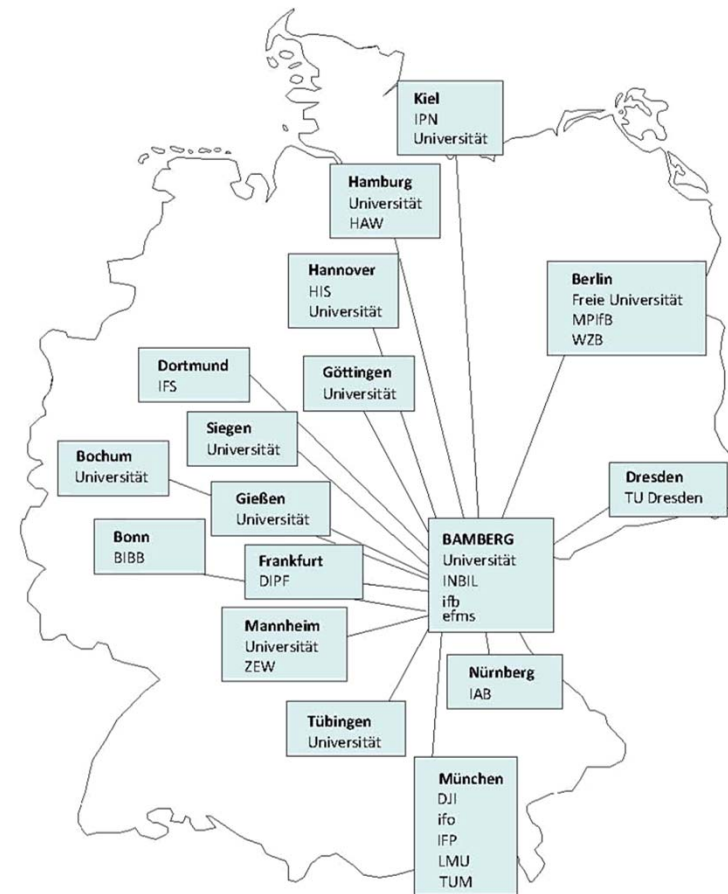 Kiel
IPN
Universität
Hamburg
Universität
HAW
Hannover
HIS
Universität
Berlin
Freie Universität
MPIfB
WZB
Dortmund
IFS
Göttingen
Universität
Siegen
Universität
Bochum
Universität
Gießen
Universität
Dresden
TU Dresden
Bonn
BIBB
Frankfurt
DIPF
BAMBERG
Universität
INBIL
ifb
efms
Mannheim
Universität
ZEW
Nürnberg
IAB
Tübingen
Universität
München
DJI
ifo
IFP
LMU
TUM